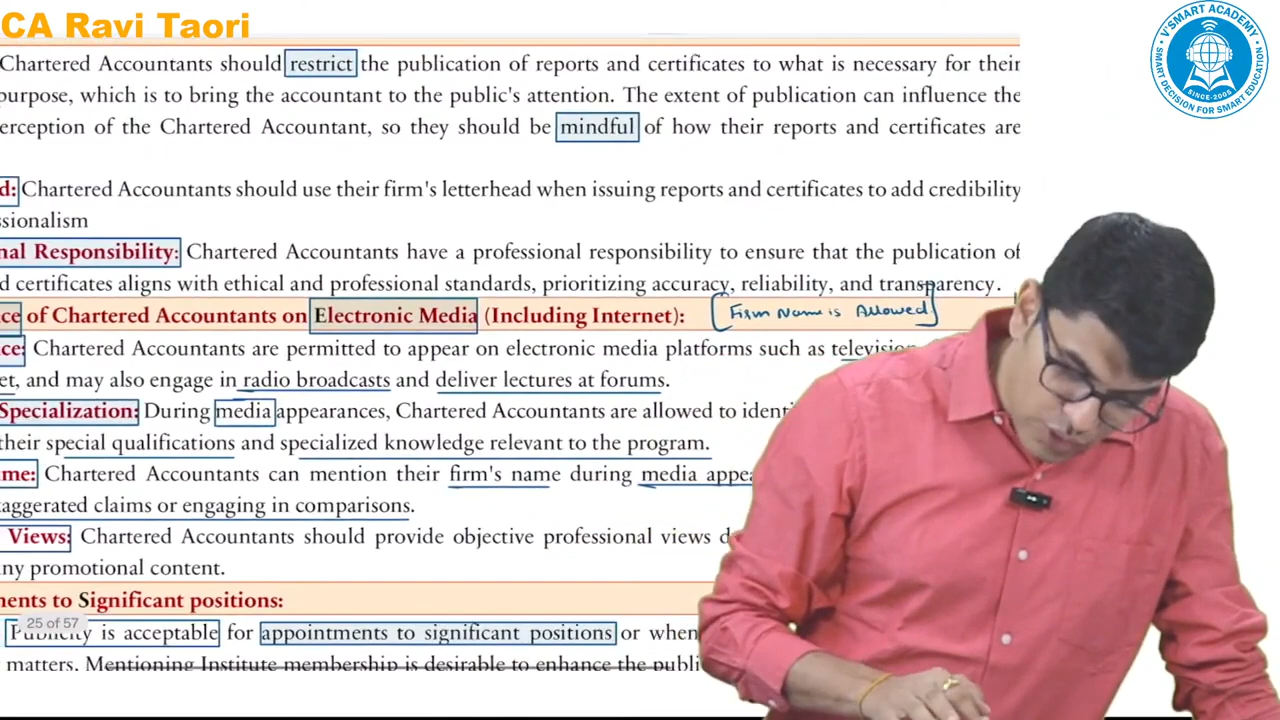 CA Ravi Taori
V'SMART ACADEMY
SMART DECISION FOR SMART EDUCATION
SINCE-2005
Chartered Accountants should restrict the publication of reports and certificates to what is necessary for their
purpose, which is to bring the accountant to the public's attention. The extent of publication can influence the
erception of the Chartered Accountant, so they should be mindful of how their reports and certificates are
d: Chartered Accountants should use their firm's letterhead when issuing reports and certificates to add credibility
ssionalism
nal Responsibility: Chartered Accountants have a professional responsibility to ensure that the publication of
d certificates aligns with ethical and professional standards, prioritizing accuracy, reliability, and transparency.
ce of Chartered Accountants on Electronic Media (Including Internet): [Firm Name is Allowed]
ce: Chartered Accountants are permitted to appear on electronic media platforms such as television
et, and may also engage in radio broadcasts and deliver lectures at forums.
Specialization: During media appearances, Chartered Accountants are allowed to identi
their special qualifications and specialized knowledge relevant to the program.
me: Chartered Accountants can mention their firm's name during media appea
aggerated claims or engaging in comparisons.
Views: Chartered Accountants should provide objective professional views d
ny promotional content.
nents to Significant positions:
25 of 57
Publicity is acceptable for appointments to significant positions or when
matters. Mentioning Institute membership is desirable to enhance the publi